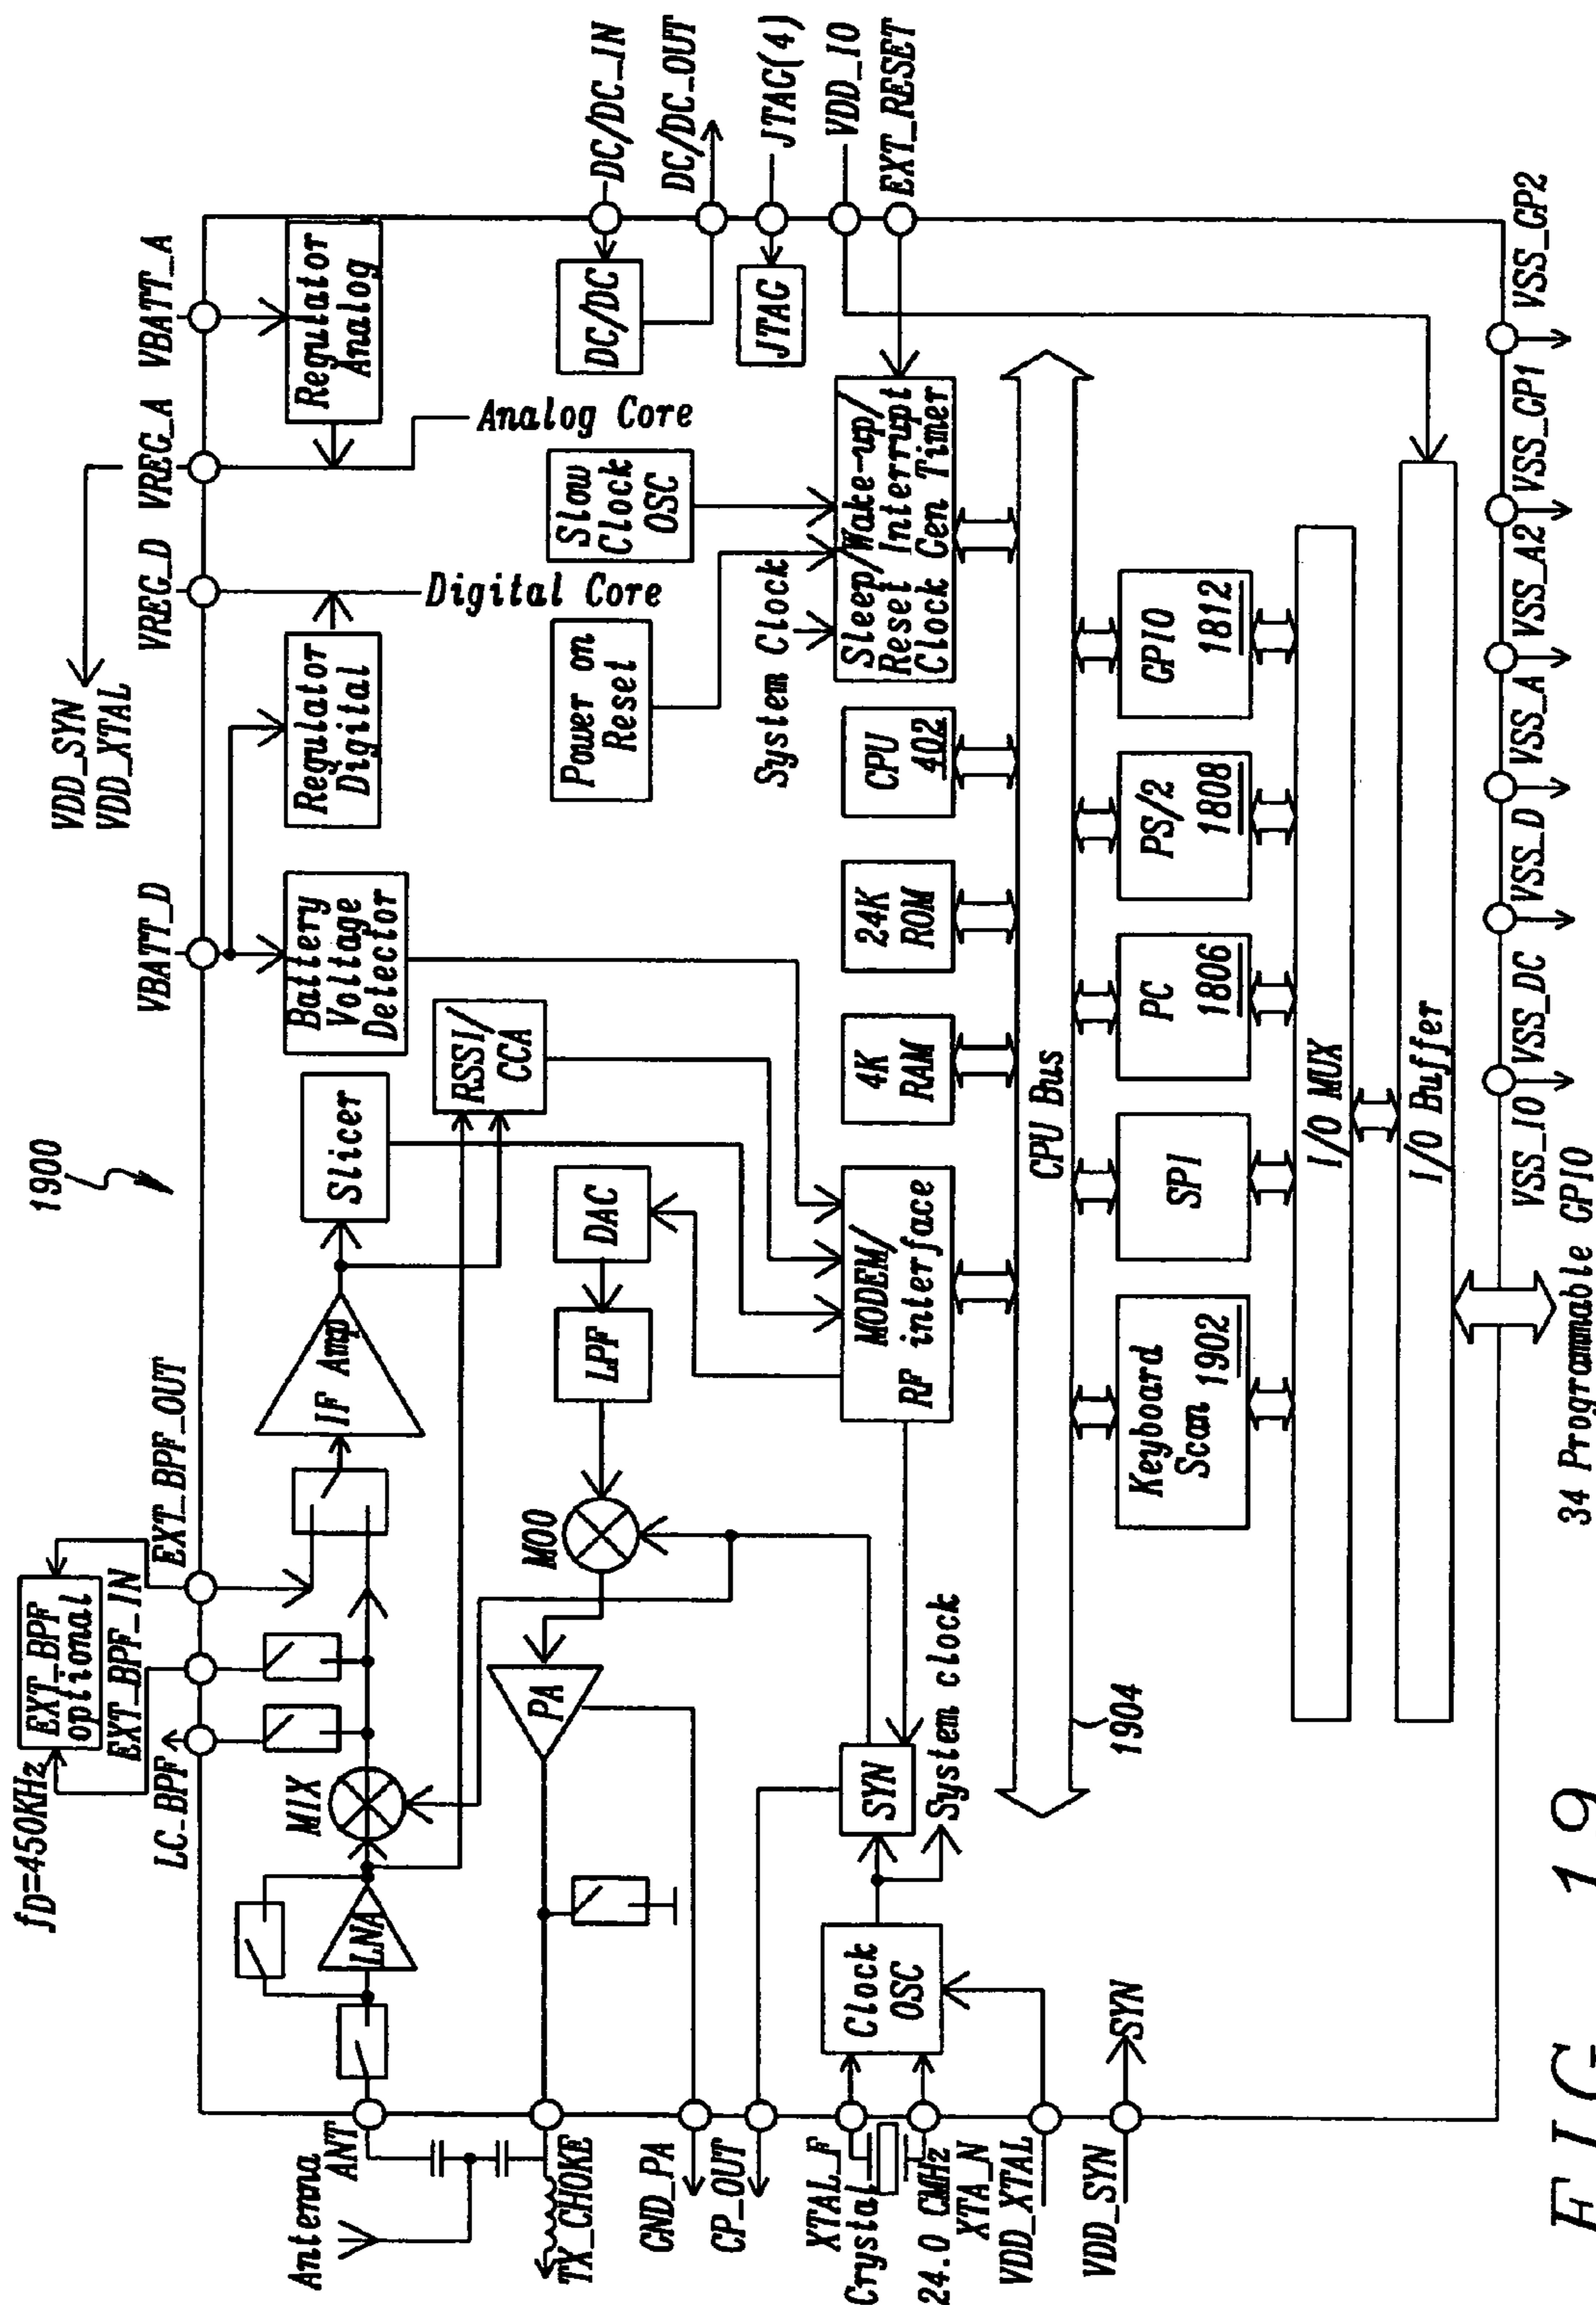 1900
fD=450KHz
EXT_BPF
optional
EXT_BPF_IN
EXT_BPF_OUT
LC_BPF
VBATT_D
VDD_SYN
VDD_XTAL
VREG_D
VREG_A
VBATT_A
Antenna
ANT
LNA
MIX
IF Amp
Slicer
RSSI/
CCA
Battery
Voltage
Detector
Regulator
Digital
Digital Core
Regulator
Analog
Analog Core
TX_CHOKE
PA
MOD
LPF
DAC
Power on
Reset
Slow
Clock
OSC
DC/DC
DC/DC_IN
DC/DC_OUT
JTAG
JTAG(4)
VDD_IO
EXT_RESET
GND_PA
CP_OUT
XTAL_F
Crystal
24.0 CMHz
XTA_N
VDD_XTAL
VDD_SYN
SYN
Clock
OSC
SYN
System clock
MODEM/
RF interface
4K
RAM
24K
ROM
CPU
402
System Clock
Sleep/Wake-up/
Reset Interrupt
Clock Gen Timer
CPU Bus
1904
Keyboard
Scan 1902
SPI
PC
1806
PS/2
1808
GPIO
1812
I/O MUX
I/O Buffer
34 Programmable GPIO
VSS_IO
VSS_DC
VSS_D
VSS_A
VSS_A2
VSS_GP1
VSS_GP2
FIG. 19